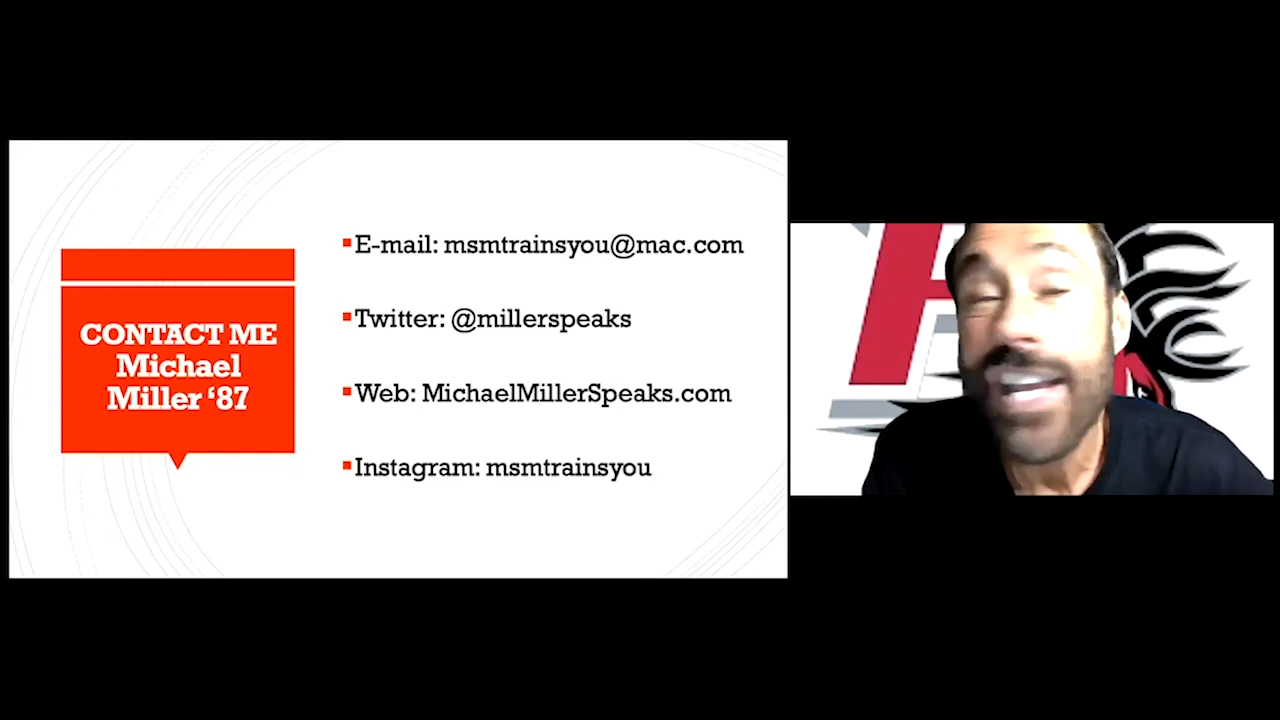 CONTACT ME
Michael
Miller ‘87
E-mail: msmtrainsyou@mac.com
Twitter: @millerspeaks
Web: MichaelMillerSpeaks.com
Instagram: msmtrainsyou